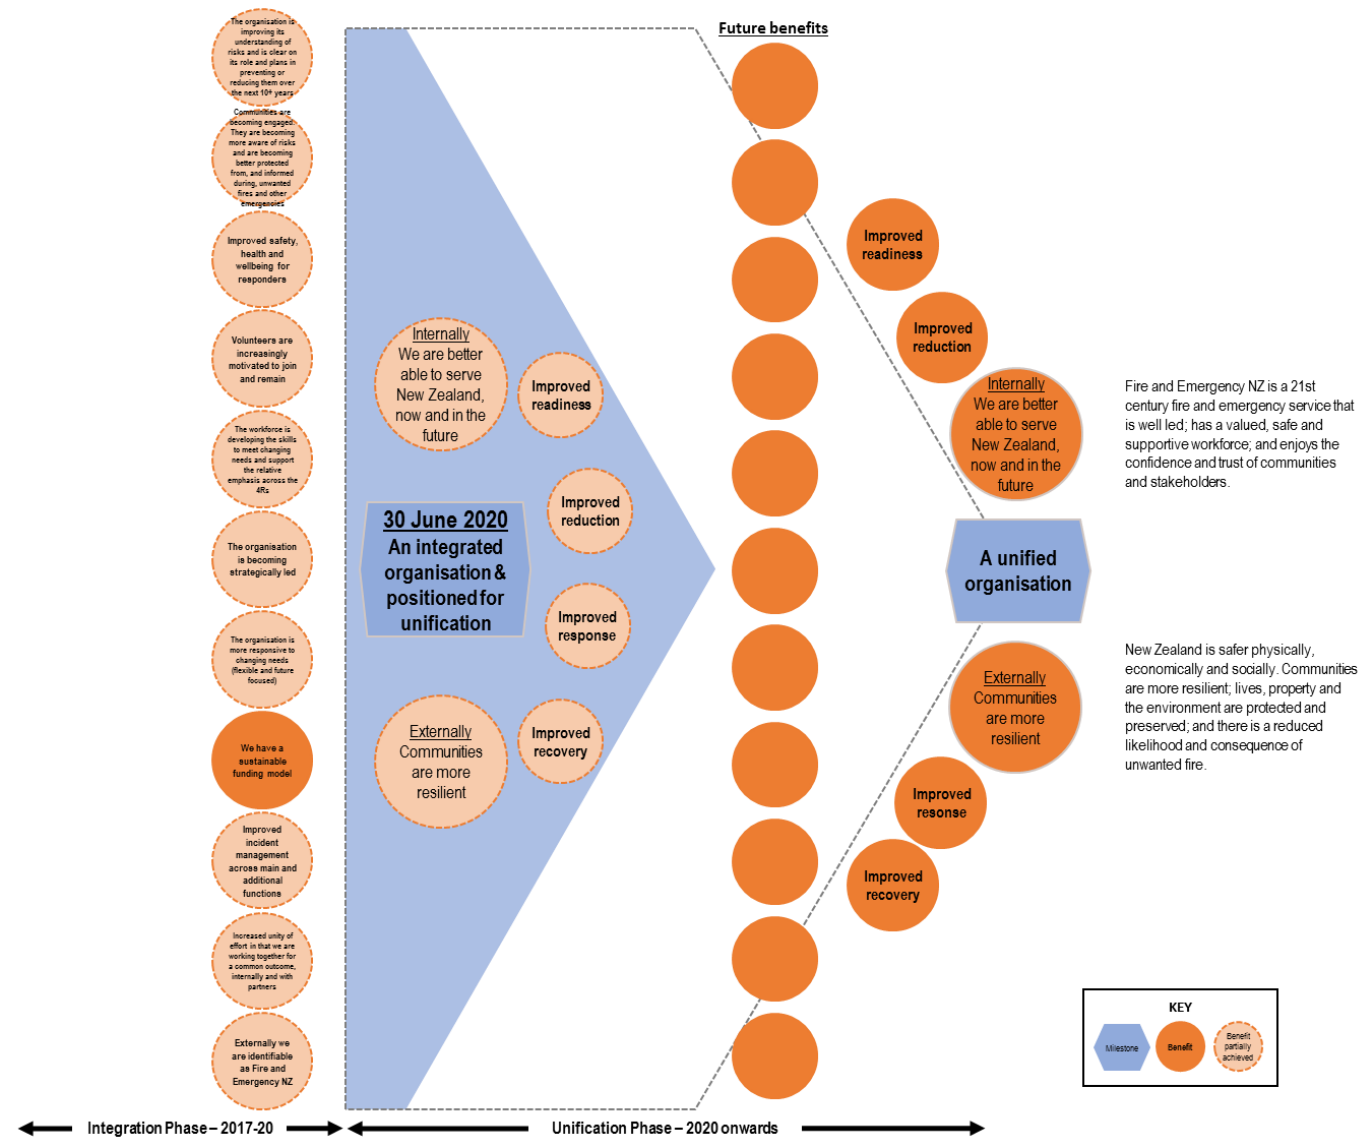 The organisation is
improving its
understanding of
risks and is clear on
its role and plans in
preventing or
reducing them over
the next 10+ years
Communities are
becoming engaged.
They are becoming
more aware of risks
and are becoming
better protected
from, and informed
during, unwanted
fires and other
emergencies
Improved safety,
health and
wellbeing for
responders
Volunteers are
increasingly
motivated to join
and remain
The workforce is
developing the skills
to meet changing
needs and support
the relative
emphasis across the
4Rs
The organisation
is becoming
strategically led
The organisation is
more responsive to
changing needs
(flexible and future
focused)
We have a
sustainable
funding model
Improved
incident
management
across main and
additional
functions
Increased unity of
effort in that we are
working together for
a common outcome,
internally and with
partners
Externally we
are identifiable
as Fire and
Emergency NZ
Internally
We are better
able to serve
New Zealand,
now and in the
future
Improved
readiness
30 June 2020
An integrated
organisation &
positioned for
unification
Improved
reduction
Improved
response
Externally
Communities
are more
resilient
Improved
recovery
Future benefits
Improved
readiness
Improved
reduction
Internally
We are better
able to serve
New Zealand,
now and in the
future
A unified
organisation
Externally
Communities
are more
resilient
Improved
resonse
Improved
recovery
Fire and Emergency NZ is a 21st
century fire and emergency service that
is well led; has a valued, safe and
supportive workforce; and enjoys the
confidence and trust of communities
and stakeholders.
New Zealand is safer physically,
economically and socially. Communities
are more resilient; lives, property and
the environment are protected and
preserved; and there is a reduced
likelihood and consequence of
unwanted fire.
KEY
Milestone
Benefit
Benefit
partially
achieved
Integration Phase – 2017-20
Unification Phase – 2020 onwards